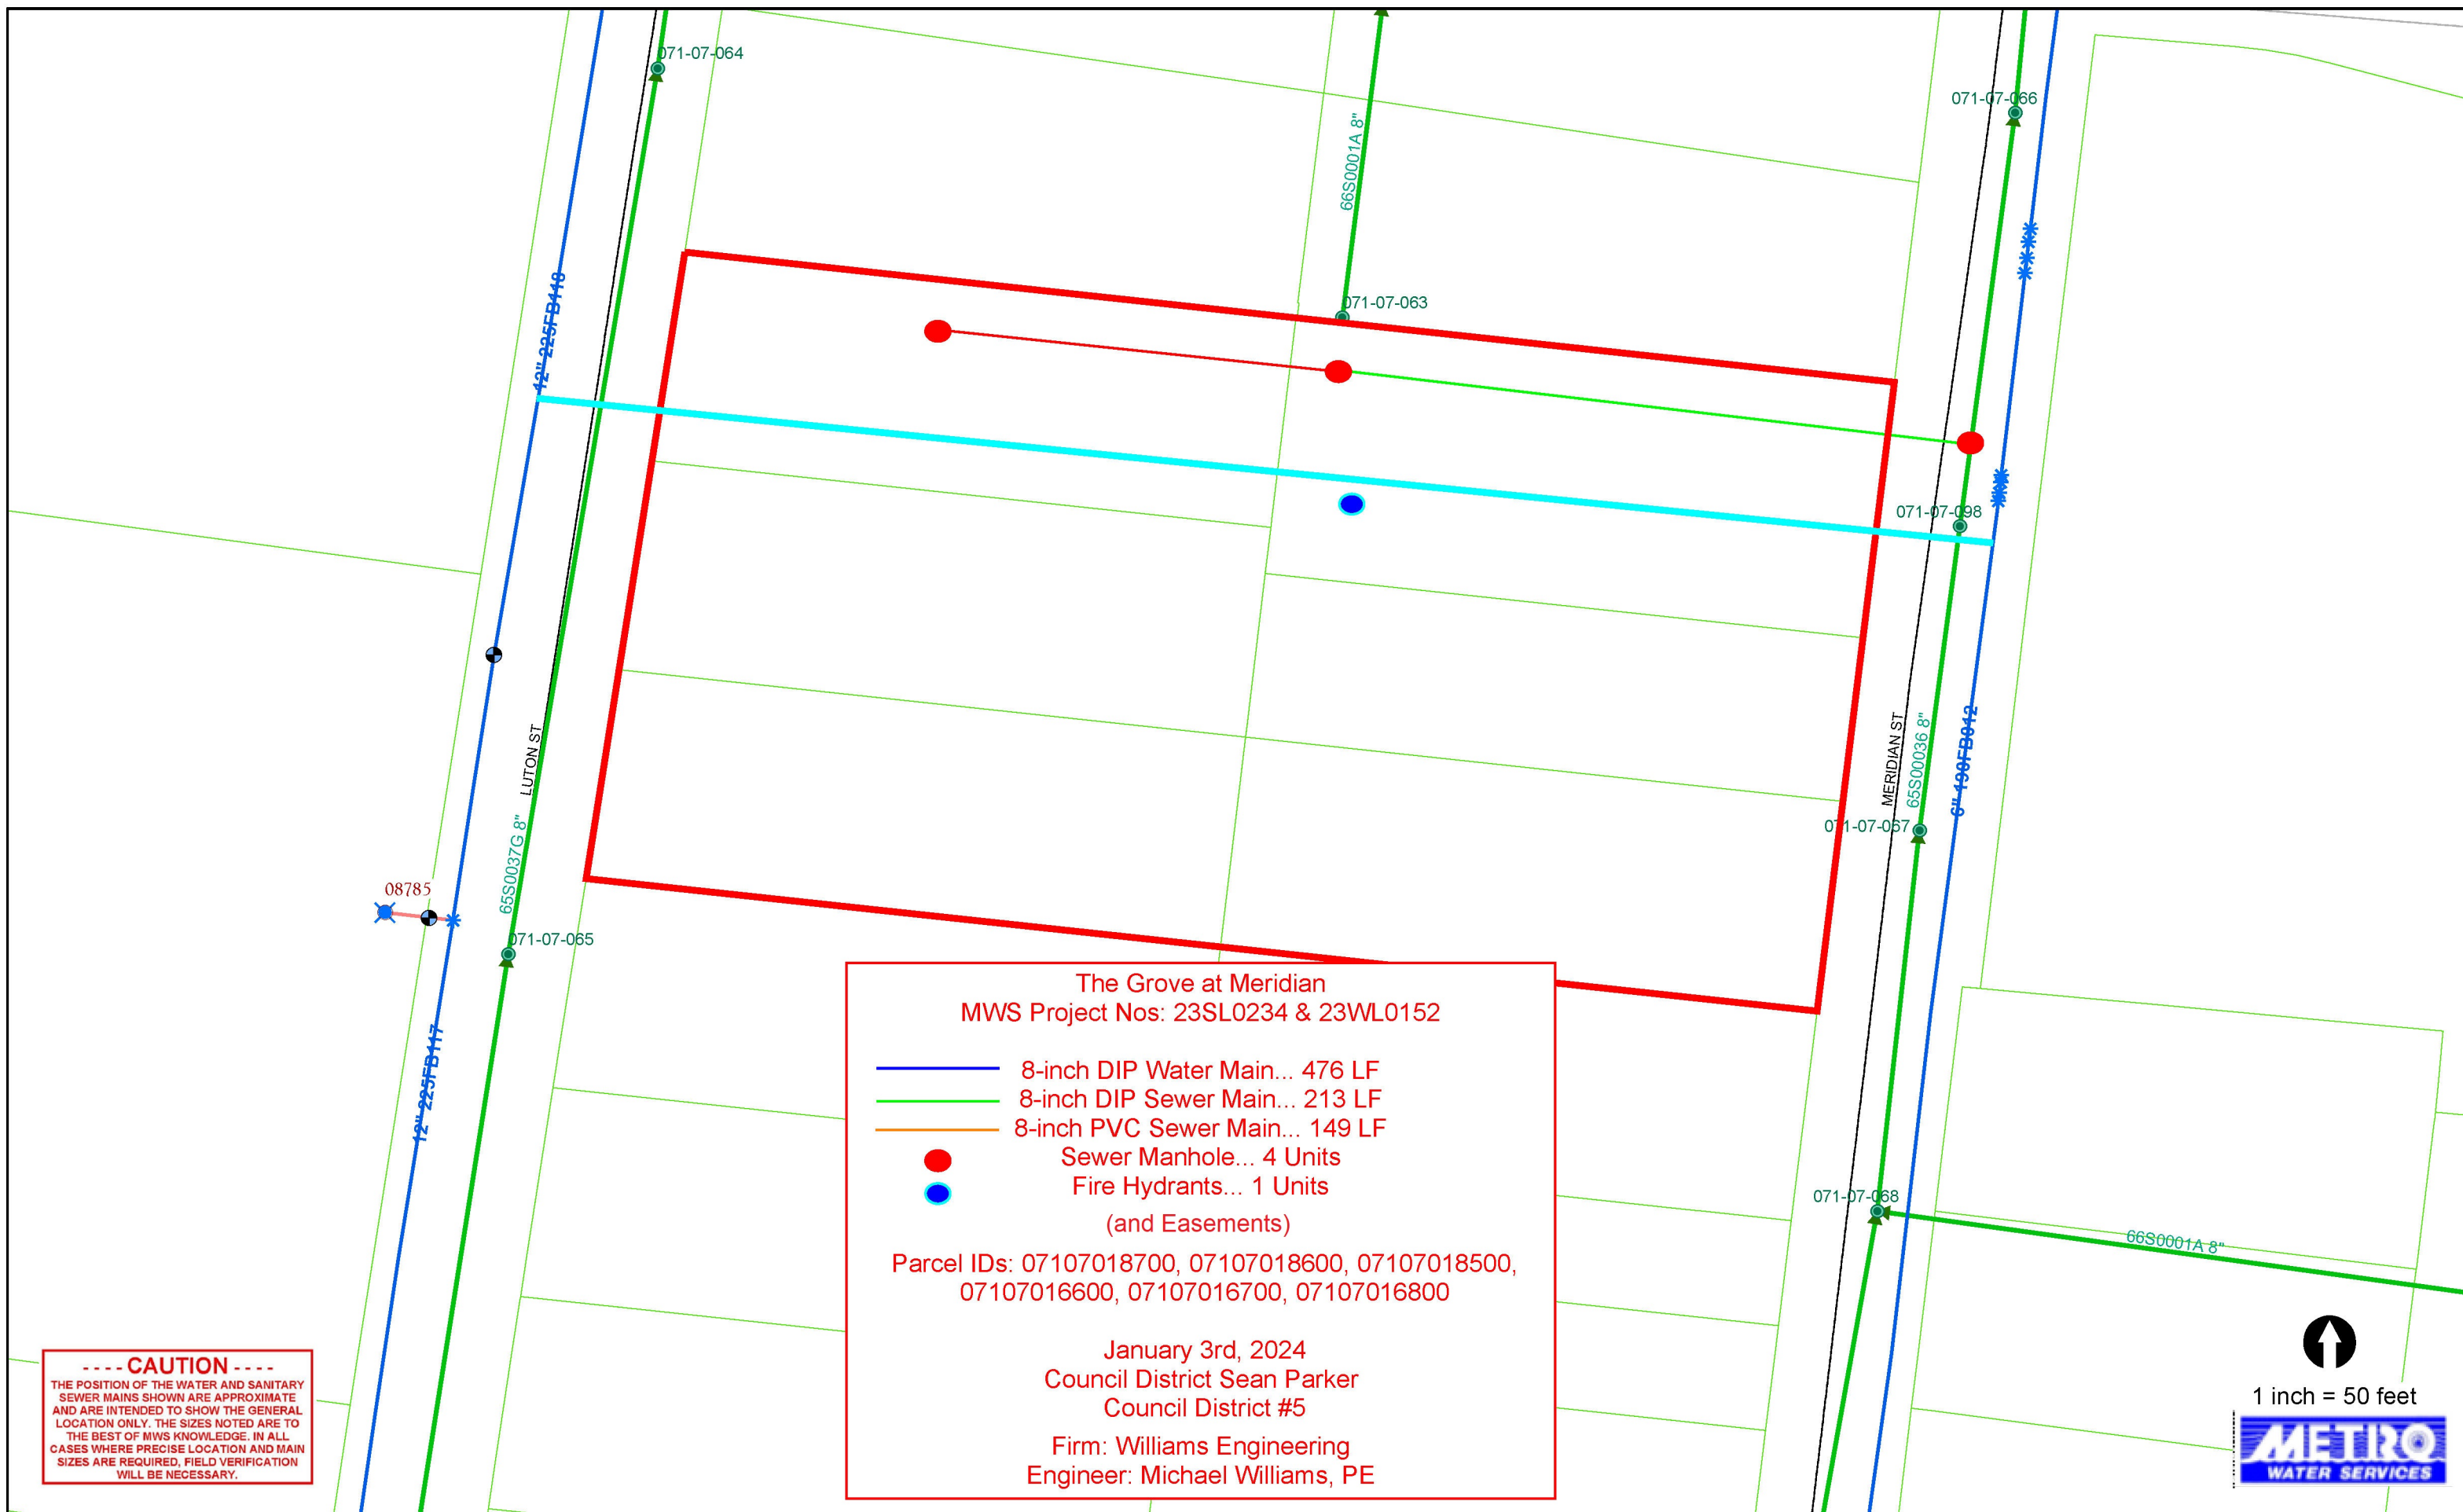 071-07-064
071-07-066
66S0001A 8"
071-07-063
12" 225FB118
071-07-098
LUTON ST
MERIDIAN ST
65S00036 8"
6" 190FB012
071-07-067
65S0037G 8"
08785
071-07-065
12" 225FB117
The Grove at Meridian
MWS Project Nos: 23SL0234 & 23WL0152
8-inch DIP Water Main... 476 LF
8-inch DIP Sewer Main... 213 LF
8-inch PVC Sewer Main... 149 LF
Sewer Manhole... 4 Units
Fire Hydrants... 1 Units
(and Easements)
Parcel IDs: 07107018700, 07107018600, 07107018500,
07107016600, 07107016700, 07107016800
January 3rd, 2024
Council District Sean Parker
Council District #5
Firm: Williams Engineering
Engineer: Michael Williams, PE
071-07-068
66S0001A 8"
- - - - CAUTION - - - -
THE POSITION OF THE WATER AND SANITARY
SEWER MAINS SHOWN ARE APPROXIMATE
AND ARE INTENDED TO SHOW THE GENERAL
LOCATION ONLY. THE SIZES NOTED ARE TO
THE BEST OF MWS KNOWLEDGE. IN ALL
CASES WHERE PRECISE LOCATION AND MAIN
SIZES ARE REQUIRED, FIELD VERIFICATION
WILL BE NECESSARY.
1 inch = 50 feet
METRO
WATER SERVICES